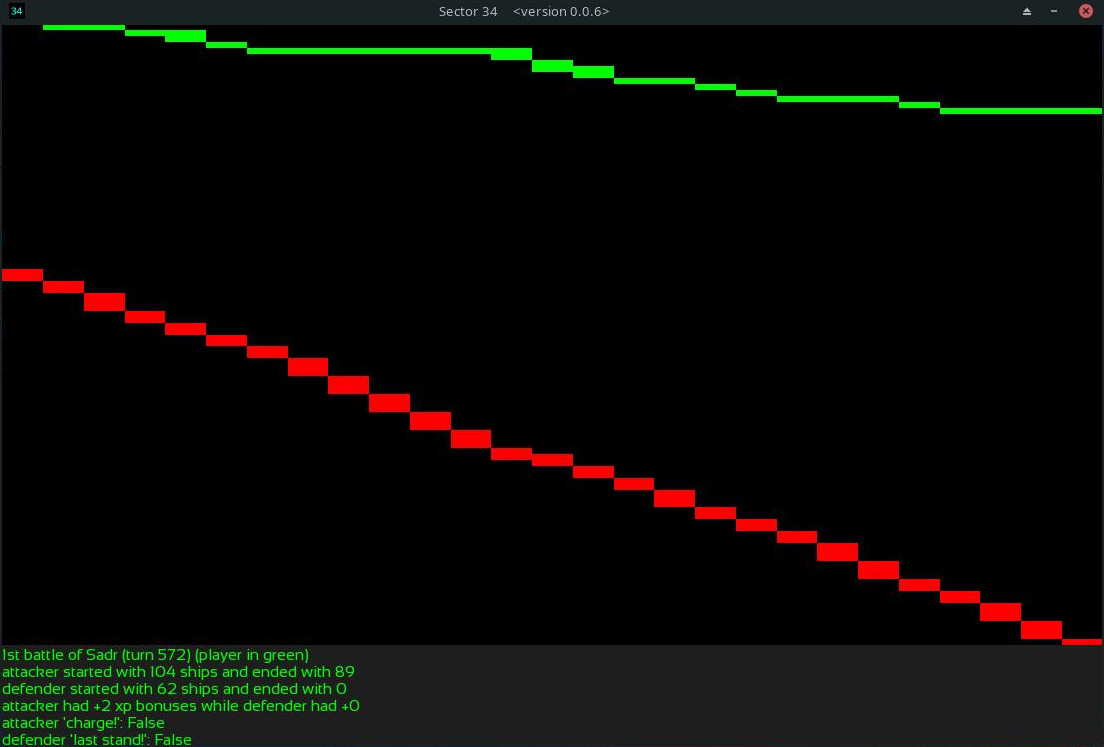 34
Sector 34 <version 0.0.6>
1st battle of Sadr (turn 572) (player in green)
attacker started with 104 ships and ended with 89
defender started with 62 ships and ended with 0
attacker had +2 xp bonuses while defender had +0
attacker 'charge!': False
defender 'last stand!': False